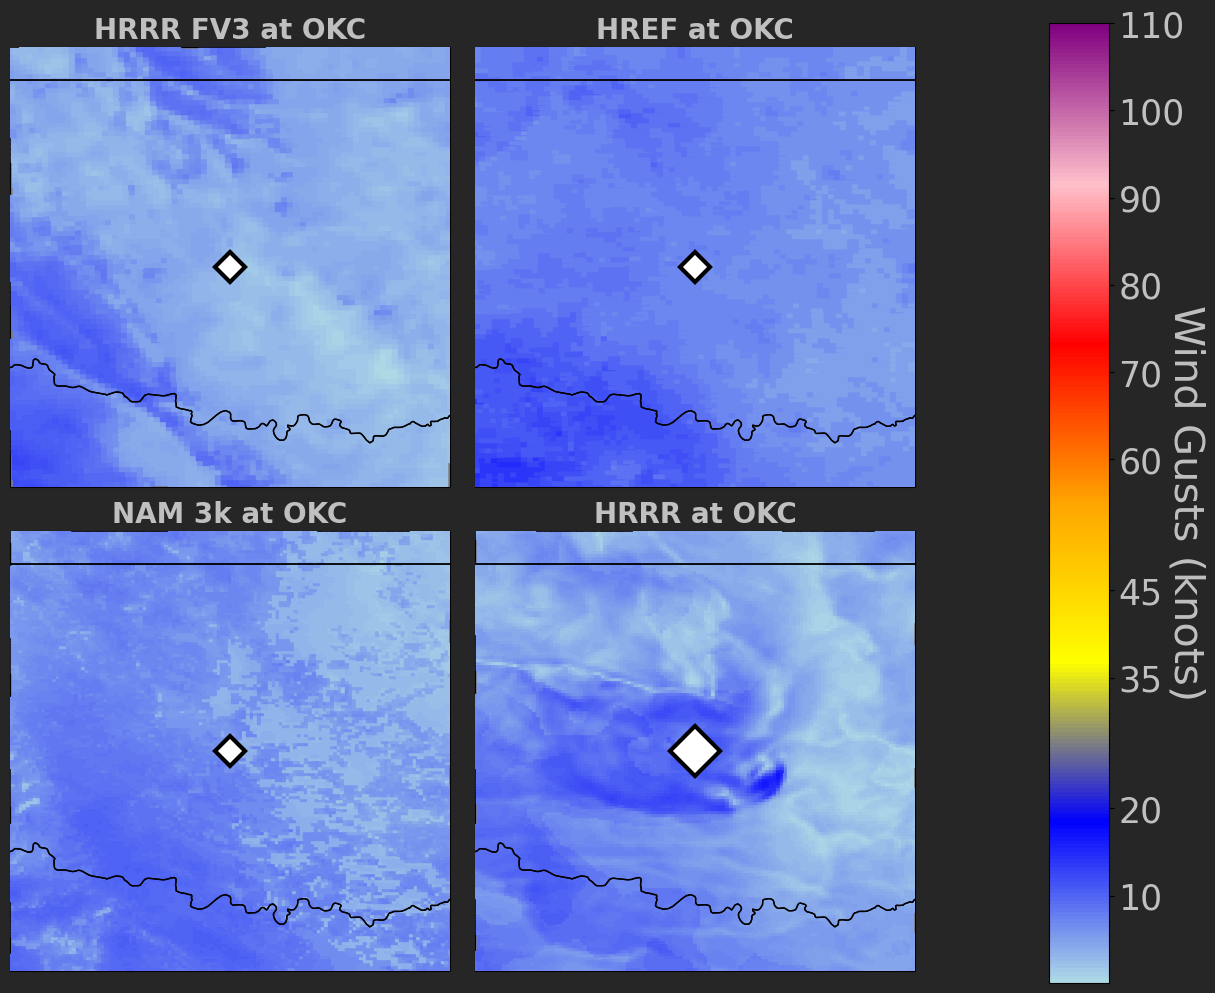 HRRR FV3 at OKC
HREF at OKC
NAM 3k at OKC
HRRR at OKC
110
100
90
80
70
60
45
35
20
10
Wind Gusts (knots)